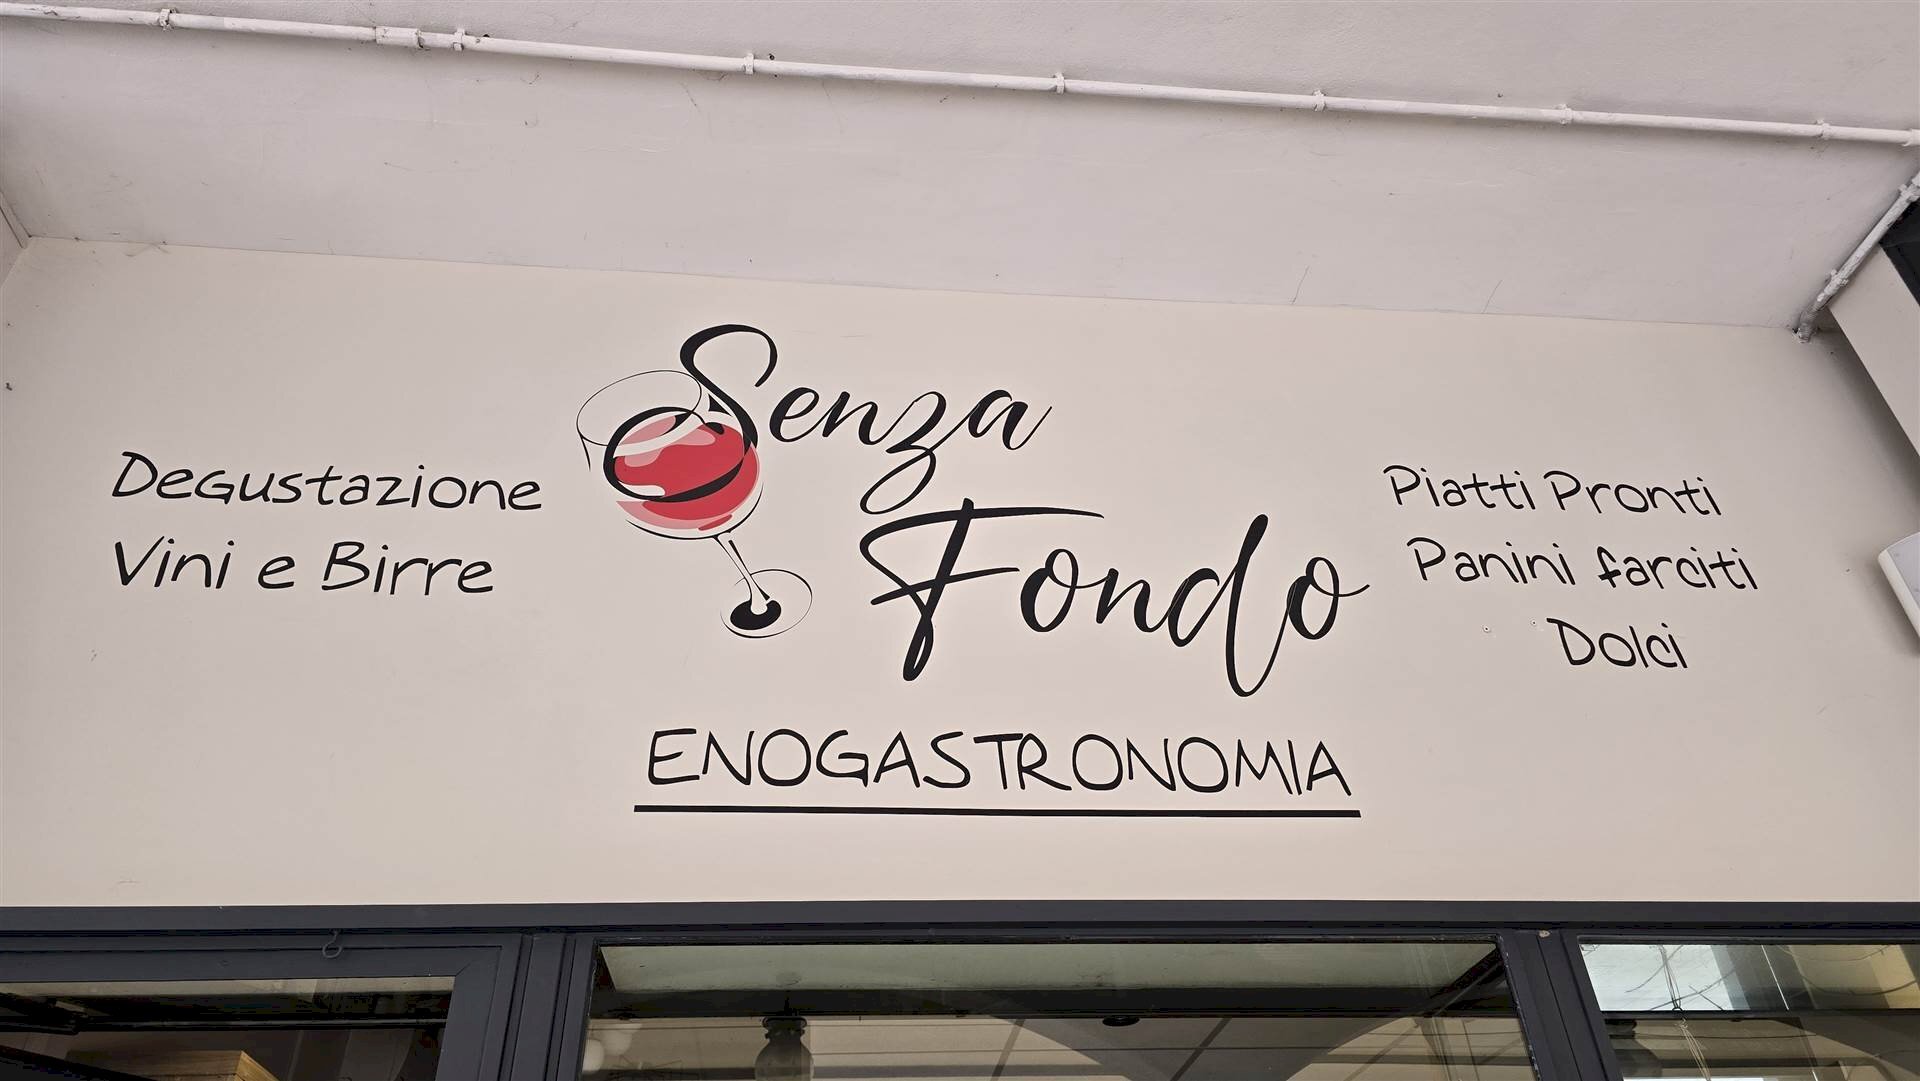 Degustazione
Vini e Birre
Senza
Fondo
ENOGASTRONOMIA
Piatti Pronti
Panini farciti
Dolci